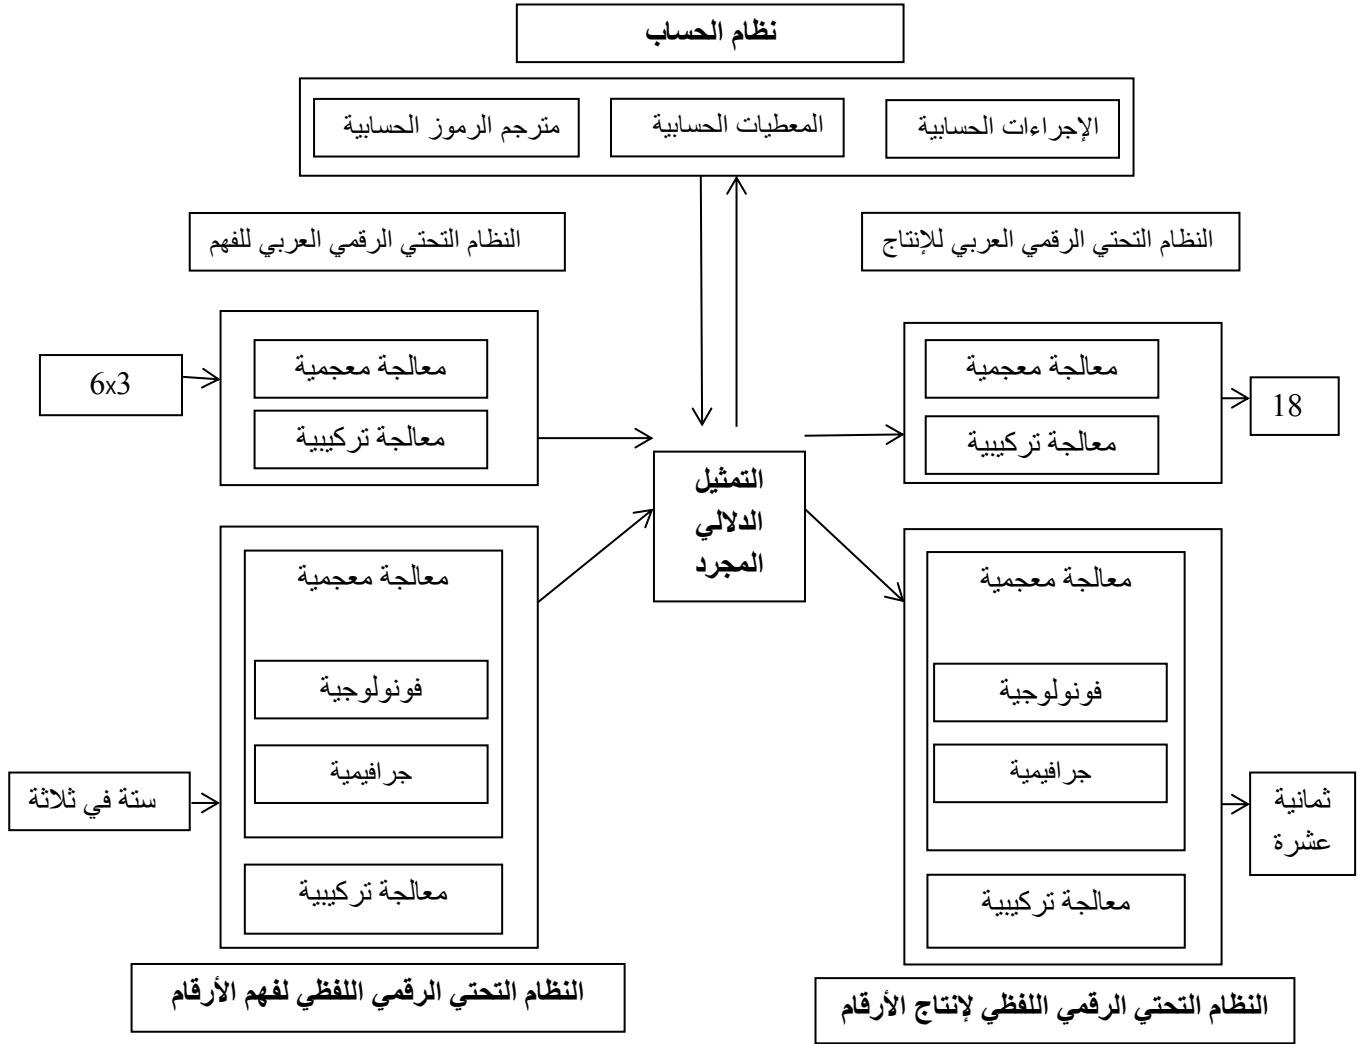 نظام الحساب
الإجراءات الحسابية
المعطيات الحسابية
مترجم الرموز الحسابية
النظام التحتي الرقمي العربي للإنتاج
النظام التحتي الرقمي العربي للفهم
معالجة معجمية
معالجة تركيبية
6x3
معالجة معجمية
معالجة تركيبية
18
التمثيل
الدلالي
المجرد
معالجة معجمية
فونولوجية
جرافيمية
معالجة تركيبية
ستة في ثلاثة
معالجة معجمية
فونولوجية
جرافيمية
معالجة تركيبية
ثمانية
عشرة
النظام التحتي الرقمي اللفظي لفهم الأرقام
النظام التحتي الرقمي اللفظي لإنتاج الأرقام